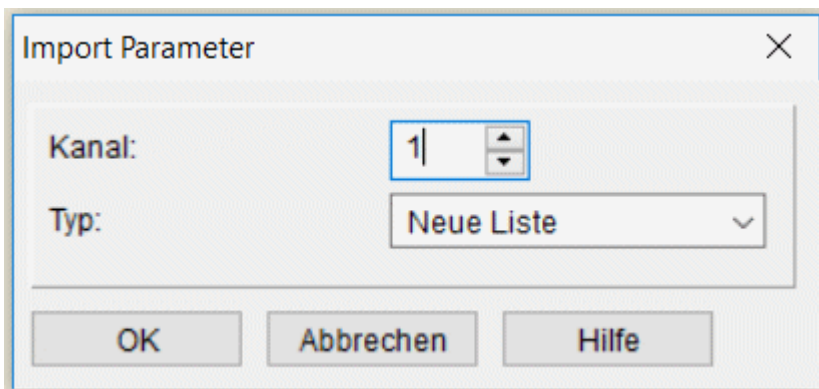 Import Parameter
Kanal: 1
Typ: Neue Liste
OK Abbrechen Hilfe